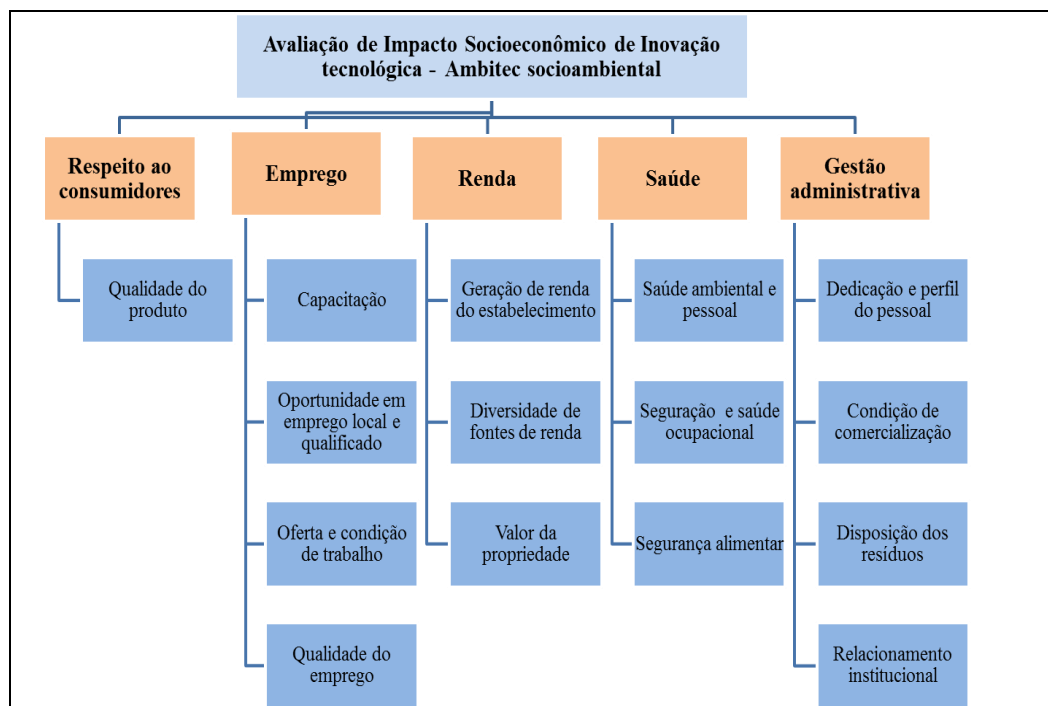 Avaliação de Impacto Socioeconômico de Inovação
tecnológica - Ambitec socioambiental
Respeito ao
consumidores
Emprego
Renda
Saúde
Gestão
administrativa
Qualidade do
produto
Capacitação
Oportunidade em
emprego local e
qualificado
Oferta e condição
de trabalho
Qualidade do
emprego
Geração de renda
do estabelecimento
Diversidade de
fontes de renda
Valor da
propriedade
Saúde ambiental e
pessoal
Seguração e saúde
ocupacional
Segurança alimentar
Dedicação e perfil
do pessoal
Condição de
comercialização
Disposição dos
resíduos
Relacionamento
institucional